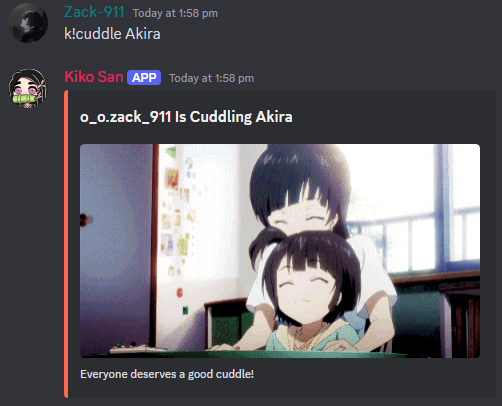 Zack-911 Today at 1:58 pm
k!cuddle Akira
Kiko San APP Today at 1:58 pm
o_o.zack_911 Is Cuddling Akira
Everyone deserves a good cuddle!